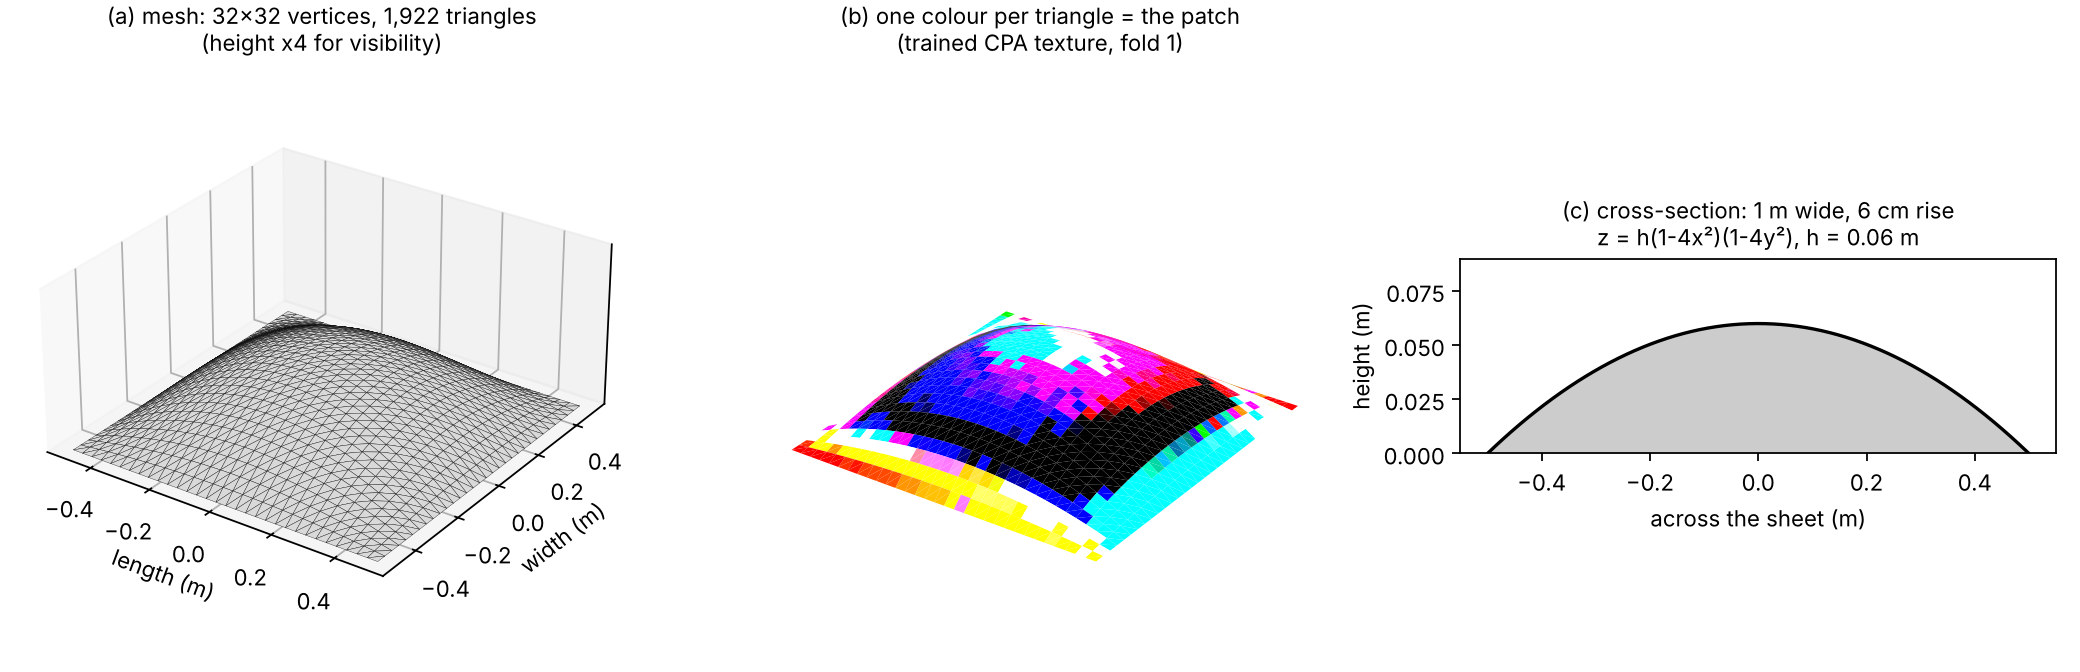 (a) mesh: 32×32 vertices, 1,922 triangles
(height x4 for visibility)
−0.4
−0.2
0.0
0.2
0.4
length (m)
−0.4
−0.2
0.0
0.2
0.4
width (m)
(b) one colour per triangle = the patch
(trained CPA texture, fold 1)
(c) cross-section: 1 m wide, 6 cm rise
z = h(1-4x²)(1-4y²), h = 0.06 m
0.075
0.050
0.025
0.000
height (m)
−0.4
−0.2
0.0
0.2
0.4
across the sheet (m)